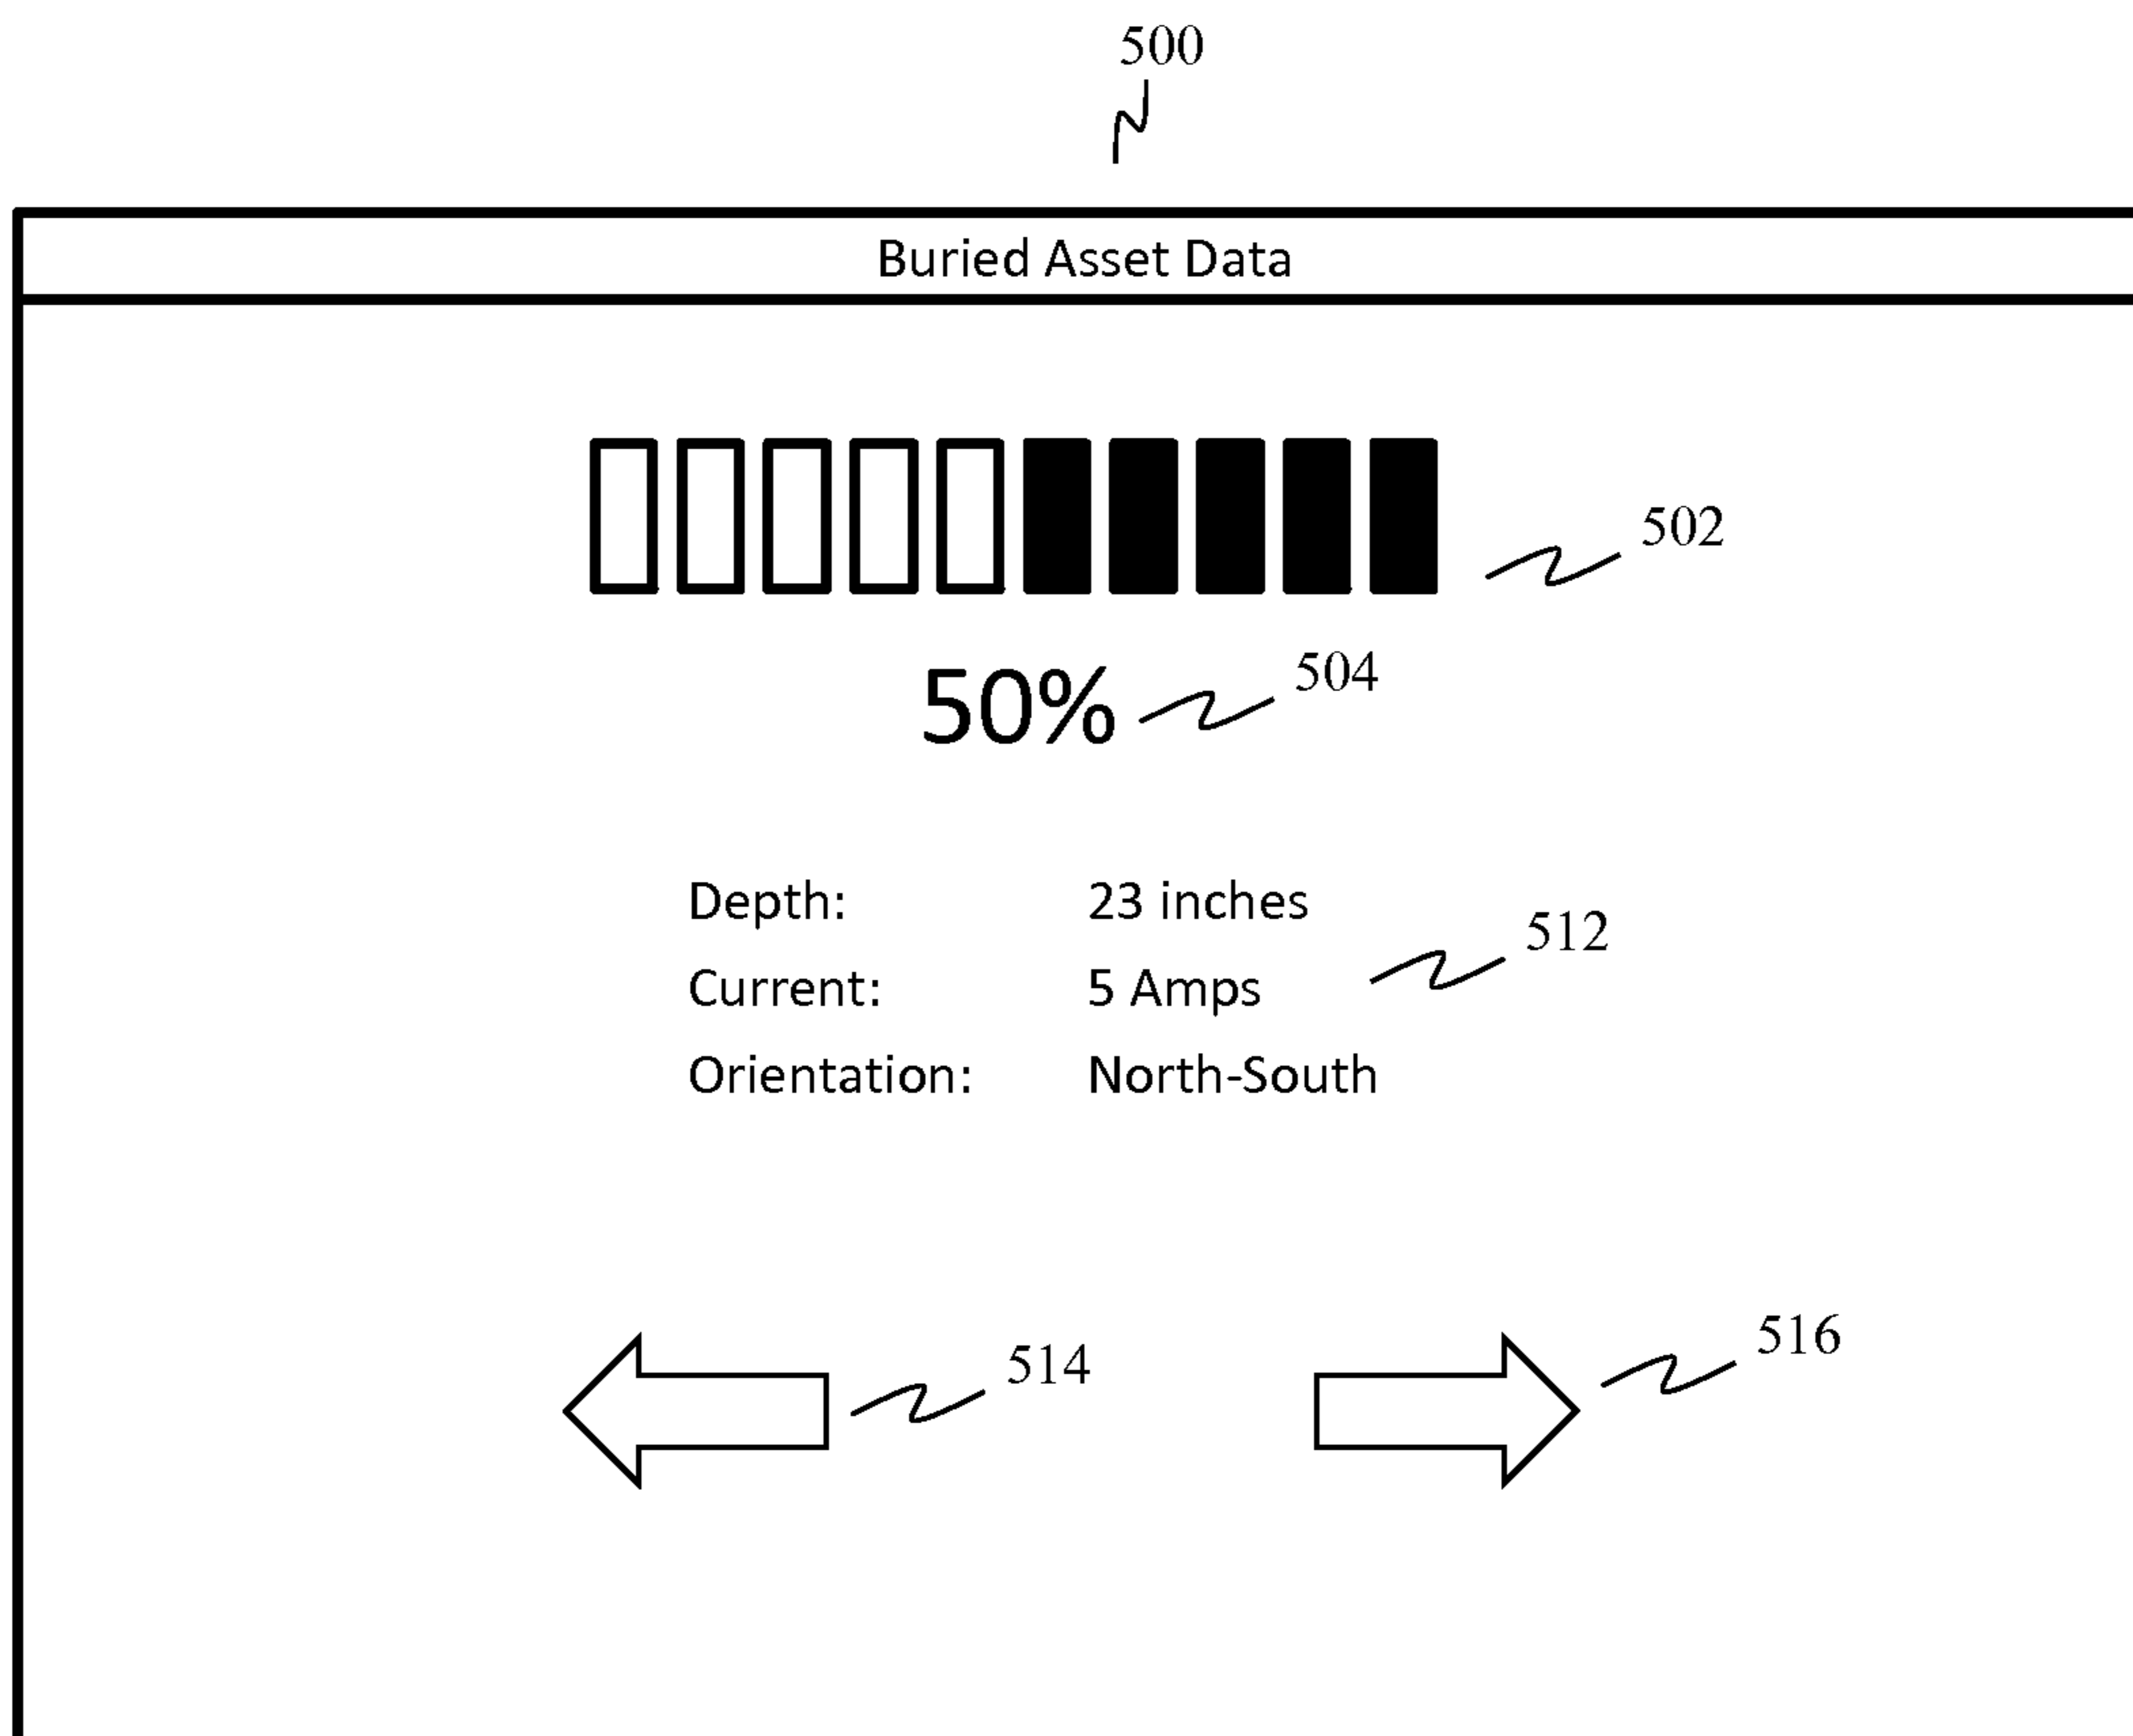 500
Buried Asset Data
502
50%
504
Depth: 23 inches
512
Current: 5 Amps
Orientation: North-South
514
516